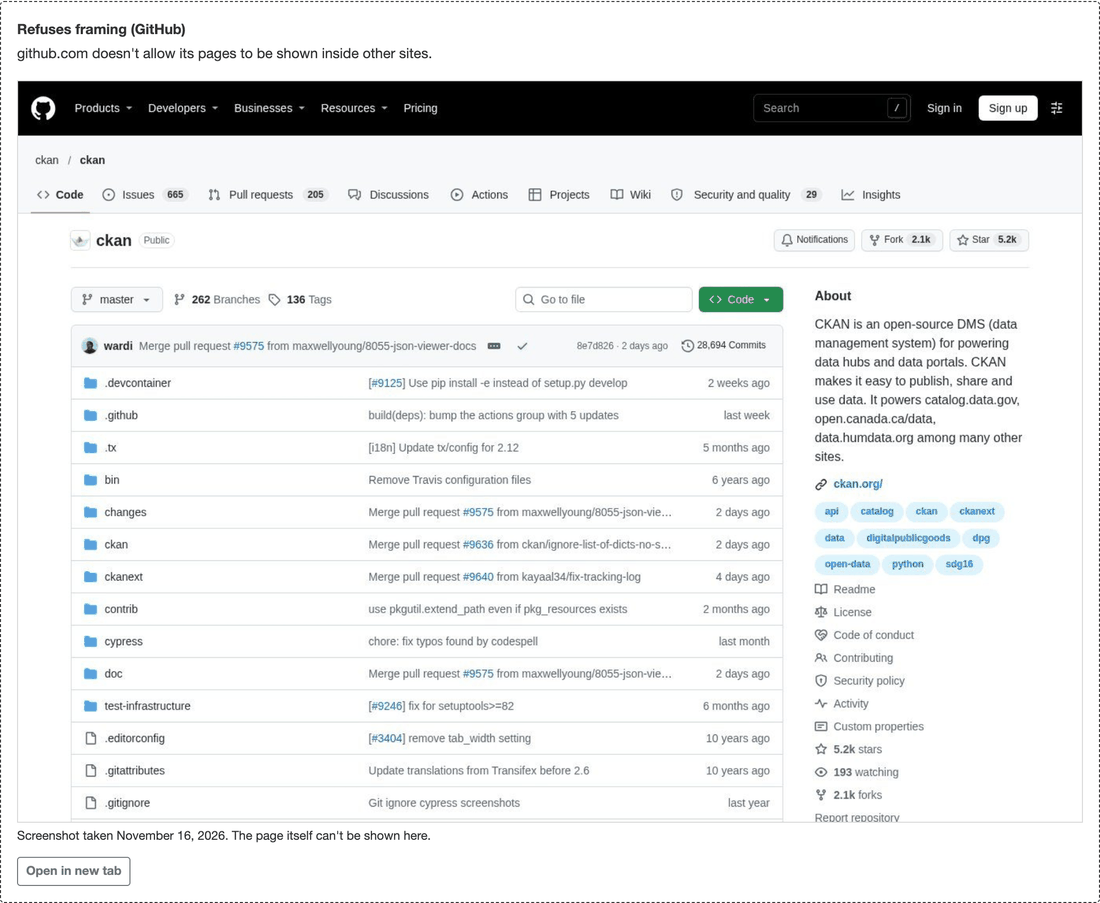 Refuses framing (GitHub)
github.com doesn't allow its pages to be shown inside other sites.
Products Developers Businesses Resources Pricing Search / Sign in Sign up
ckan / ckan
Code Issues 665 Pull requests 205 Discussions Actions Projects Wiki Security and quality 29 Insights
ckan Public Notifications Fork 2.1k Star 5.2k
master 262 Branches 136 Tags Go to file Code
wardi Merge pull request #9575 from maxwellyoung/8055-json-viewer-docs 8e7d826 · 2 days ago 28,694 Commits
.devcontainer [#9125] Use pip install -e instead of setup.py develop 2 weeks ago
.github build(deps): bump the actions group with 5 updates last week
.tx [i18n] Update tx/config for 2.12 5 months ago
bin Remove Travis configuration files 6 years ago
changes Merge pull request #9575 from maxwellyoung/8055-json-vie… 2 days ago
ckan Merge pull request #9636 from ckan/ignore-list-of-dicts-no-s… 2 days ago
ckanext Merge pull request #9640 from kayaal34/fix-tracking-log 4 days ago
contrib use pkgutil.extend_path even if pkg_resources exists 2 months ago
cypress chore: fix typos found by codespell last month
doc Merge pull request #9575 from maxwellyoung/8055-json-vie… 2 days ago
test-infrastructure [#9246] fix for setuptools>=82 6 months ago
.editorconfig [#3404] remove tab_width setting 10 years ago
.gitattributes Update translations from Transifex before 2.6 10 years ago
.gitignore Git ignore cypress screenshots last year
About
CKAN is an open-source DMS (data
management system) for powering
data hubs and data portals. CKAN
makes it easy to publish, share and
use data. It powers catalog.data.gov,
open.canada.ca/data,
data.humdata.org among many other
sites.
ckan.org/
api catalog ckan ckanext
data digitalpublicgoods dpg
open-data python sdg16
Readme
License
Code of conduct
Contributing
Security policy
Activity
Custom properties
5.2k stars
193 watching
2.1k forks
Report repository
Screenshot taken November 16, 2026. The page itself can't be shown here.
Open in new tab